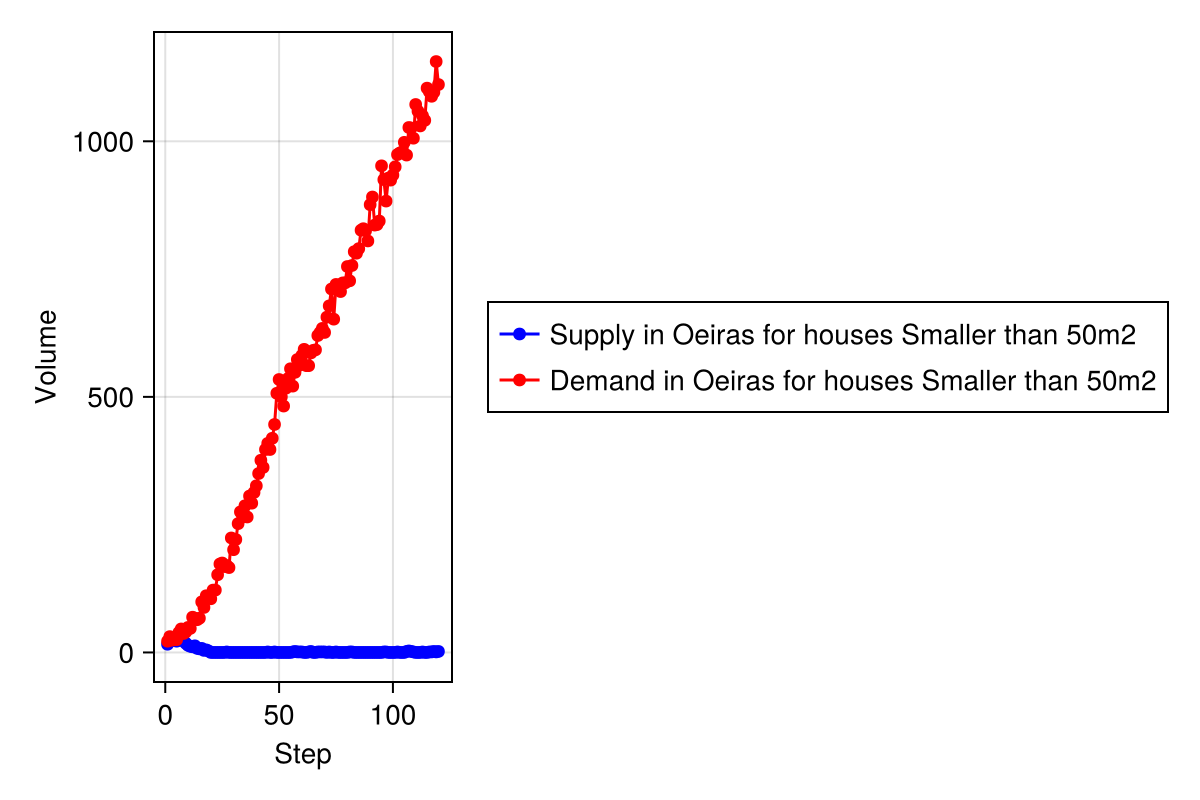 1000
500
0
Volume
0 50 100
Step
Supply in Oeiras for houses Smaller than 50m2
Demand in Oeiras for houses Smaller than 50m2